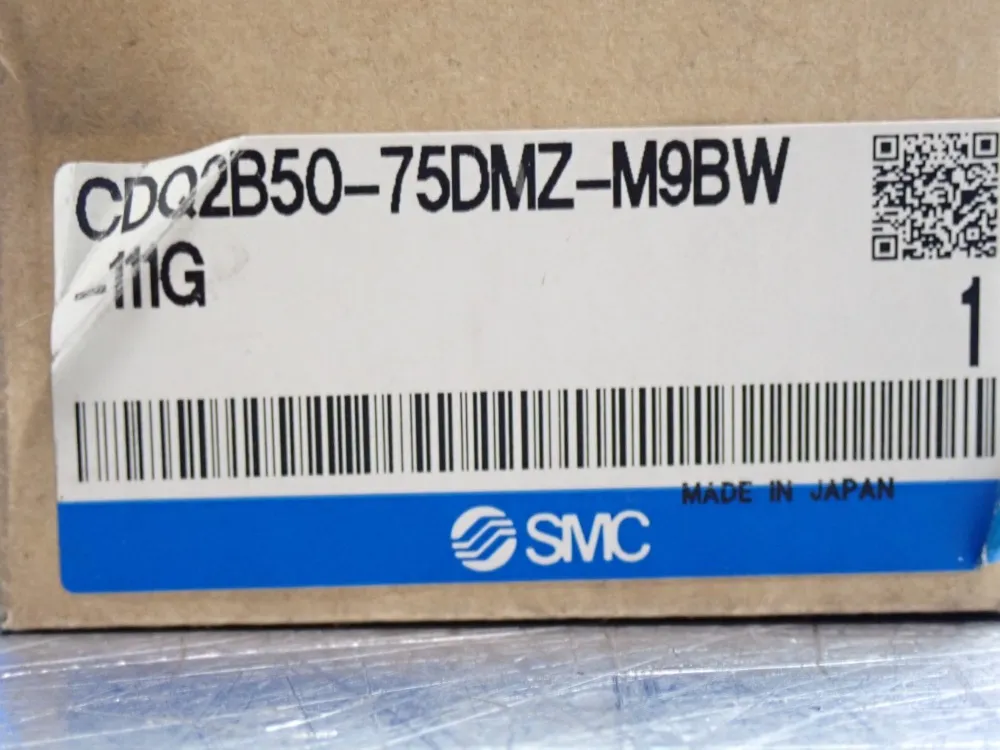 CDQ2B50-75DMZ-M9BW
-111G
1
MADE IN JAPAN
SMC